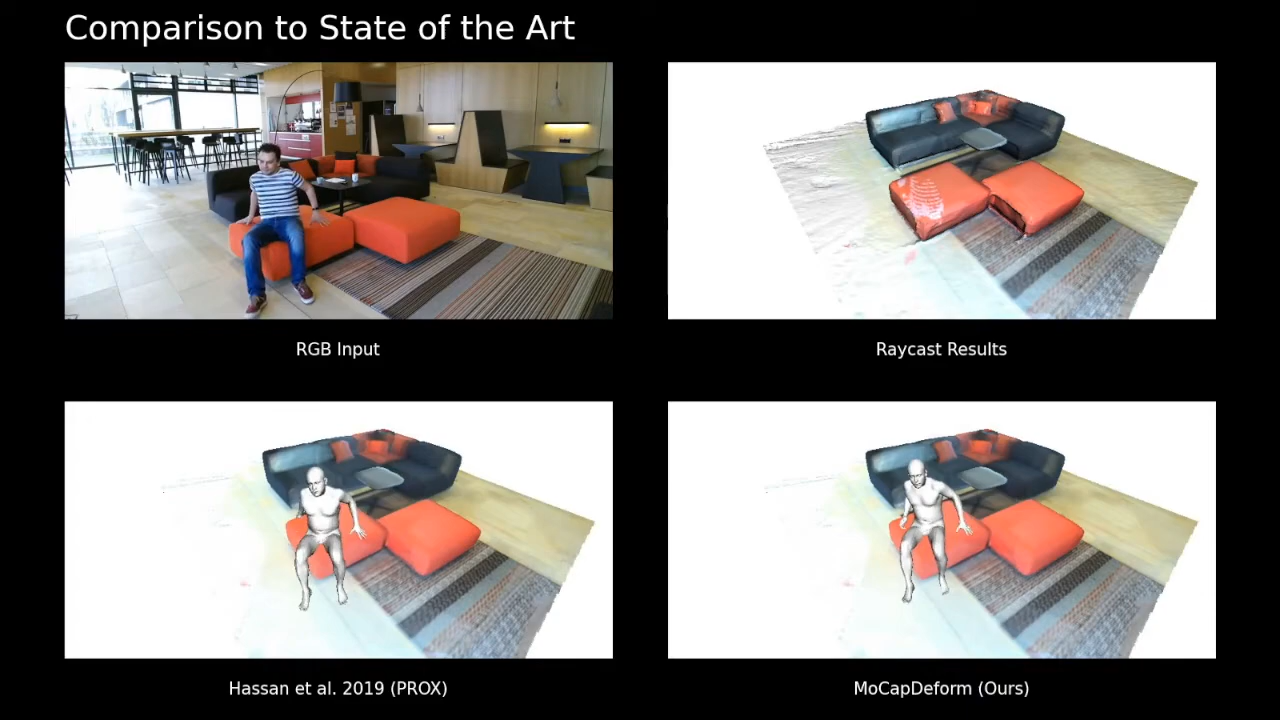 Comparison to State of the Art
RGB Input
Raycast Results
Hassan et al. 2019 (PROX)
MoCapDeform (Ours)